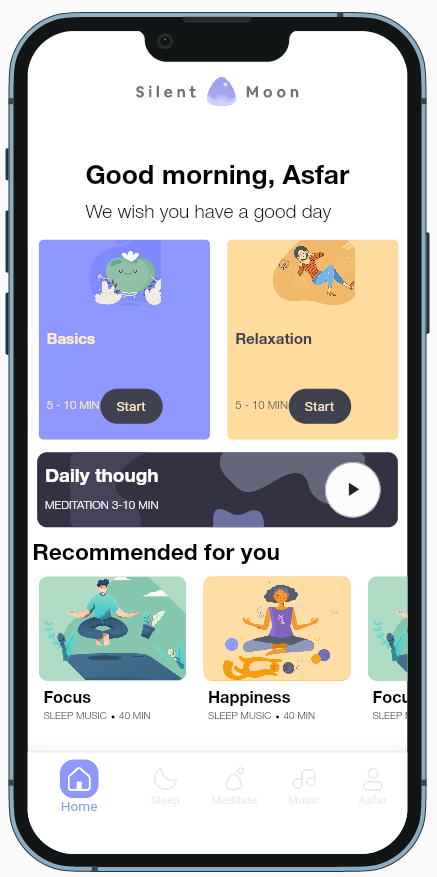 Silent Moon
Good morning, Asfar
We wish you have a good day
Basics
5 - 10 MIN Start
Relaxation
5 - 10 MIN Start
Daily though
MEDITATION 3-10 MIN
Recommended for you
Focus
SLEEP MUSIC • 40 MIN
Happiness
SLEEP MUSIC • 40 MIN
Focu
SLEEP M
Home
Sleep
Meditate
Music
Asfar